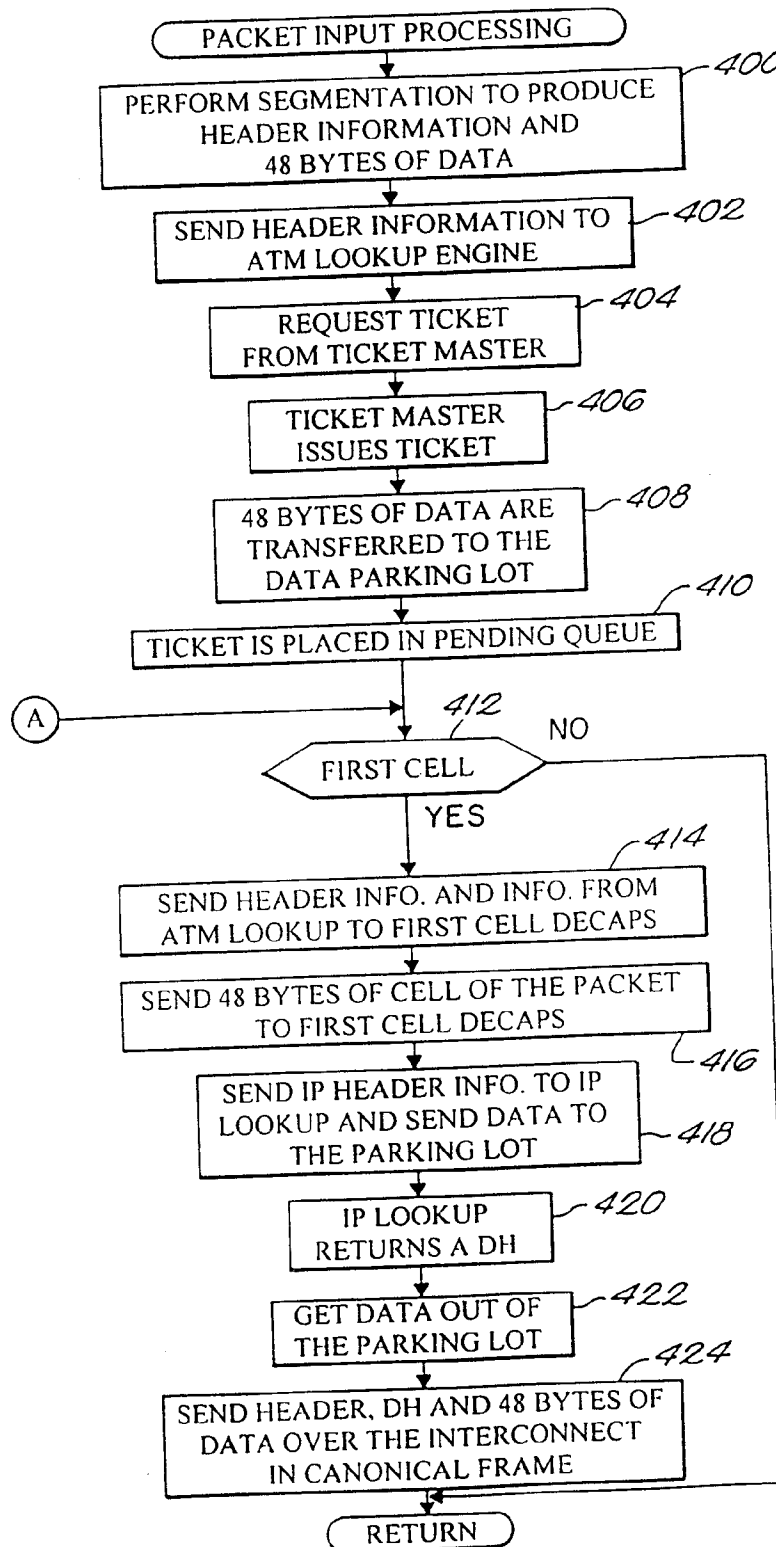 PACKET INPUT PROCESSING
400
PERFORM SEGMENTATION TO PRODUCE
HEADER INFORMATION AND
48 BYTES OF DATA
402
SEND HEADER INFORMATION TO
ATM LOOKUP ENGINE
404
REQUEST TICKET
FROM TICKET MASTER
406
TICKET MASTER
ISSUES TICKET
408
48 BYTES OF DATA ARE
TRANSFERRED TO THE
DATA PARKING LOT
410
TICKET IS PLACED IN PENDING QUEUE
A
412
NO
FIRST CELL
YES
414
SEND HEADER INFO. AND INFO. FROM
ATM LOOKUP TO FIRST CELL DECAPS
SEND 48 BYTES OF CELL OF THE PACKET
TO FIRST CELL DECAPS
416
SEND IP HEADER INFO. TO IP
LOOKUP AND SEND DATA TO
THE PARKING LOT
418
IP LOOKUP
RETURNS A DH
420
GET DATA OUT OF
THE PARKING LOT
422
424
SEND HEADER, DH AND 48 BYTES OF
DATA OVER THE INTERCONNECT
IN CANONICAL FRAME
RETURN